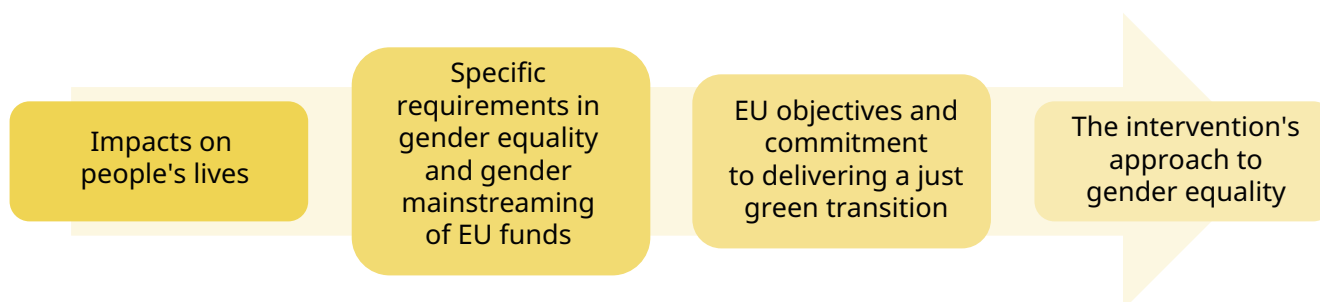 Impacts on
people's lives
Specific
requirements in
gender equality
and gender
mainstreaming
of EU funds
EU objectives and
commitment
to delivering a just
green transition
The intervention's
approach to
gender equality